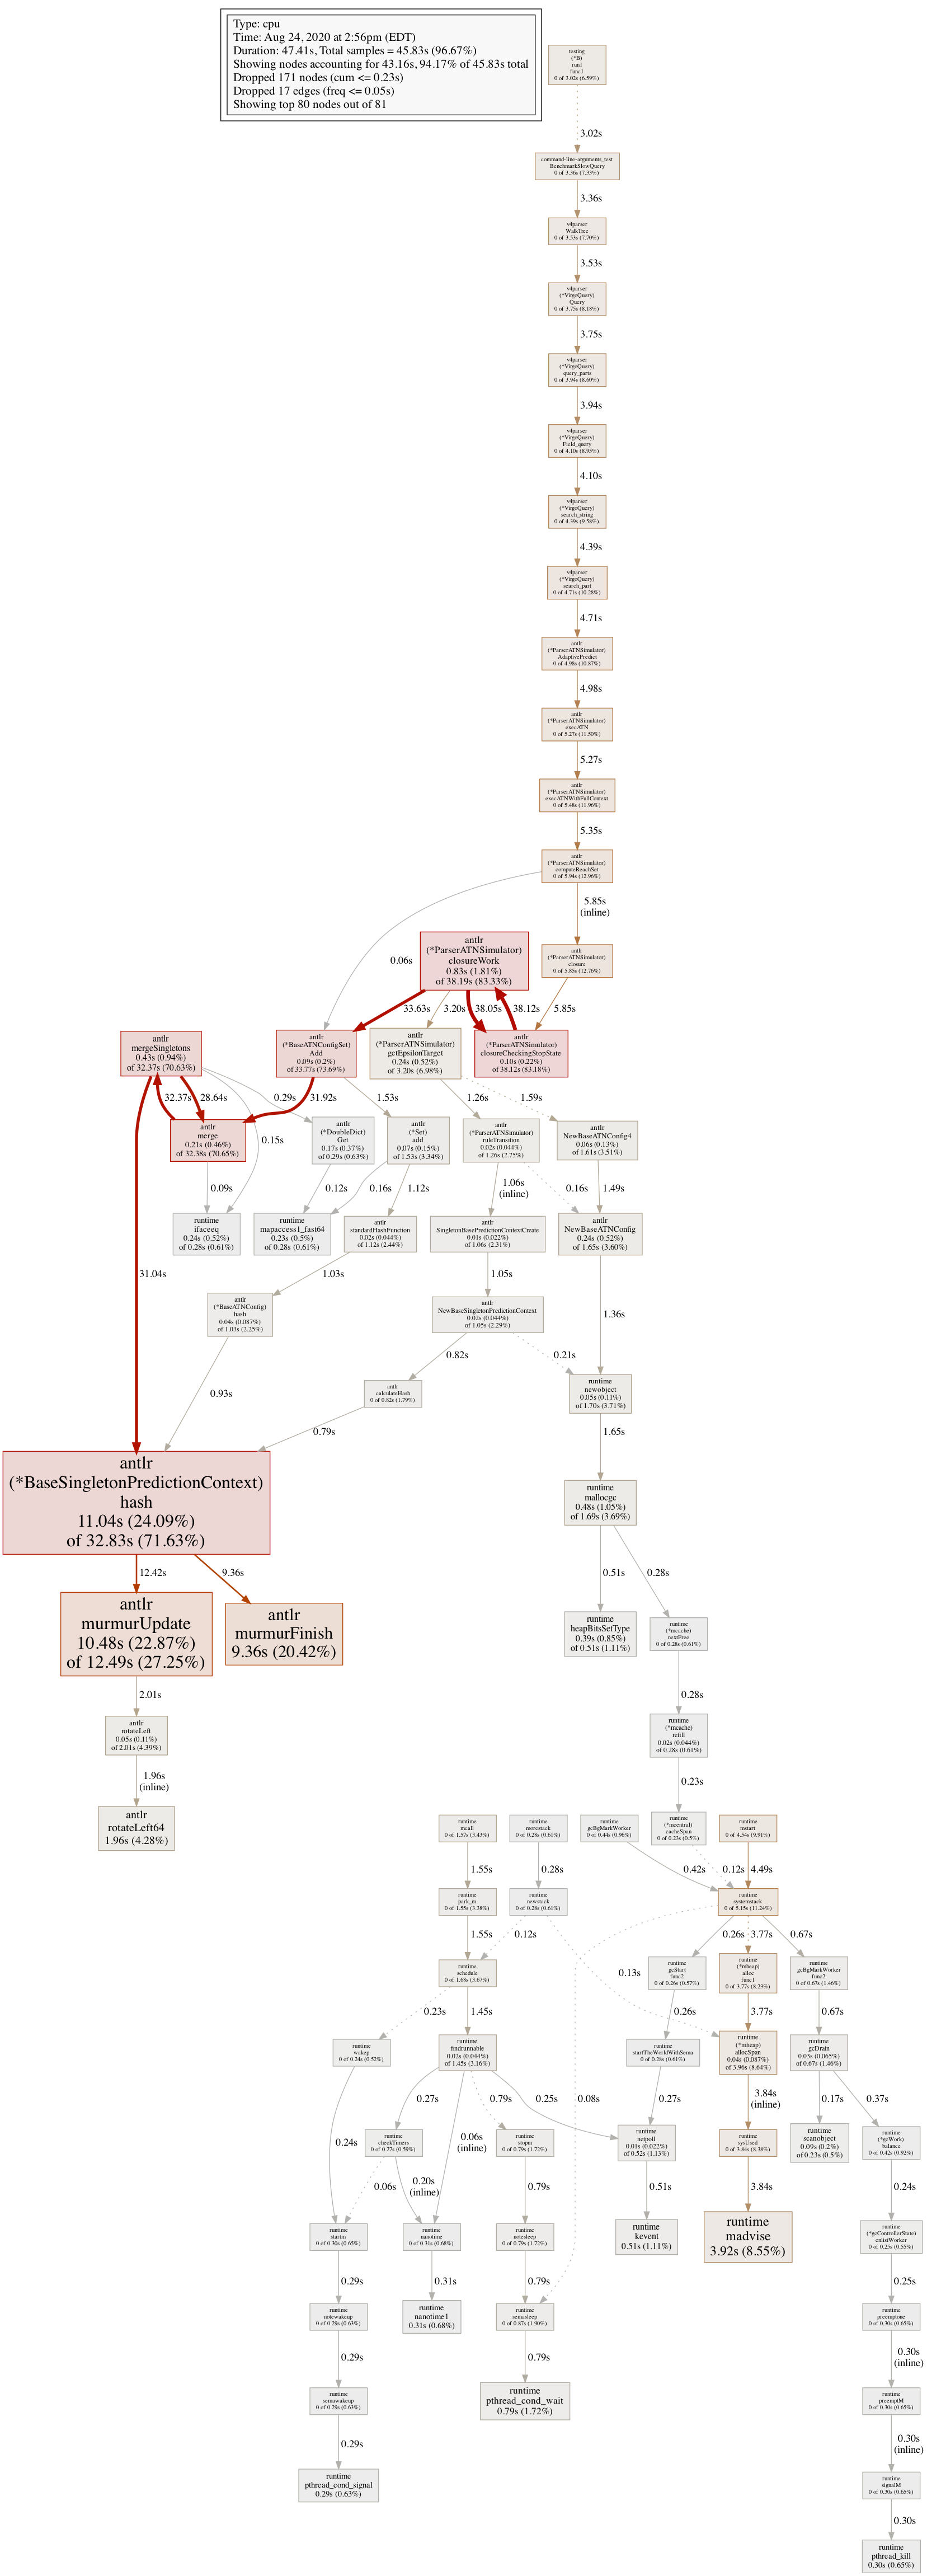 Type: cpu
Time: Aug 24, 2020 at 2:56pm (EDT)
Duration: 47.41s, Total samples = 45.83s (96.67%)
Showing nodes accounting for 43.16s, 94.17% of 45.83s total
Dropped 171 nodes (cum <= 0.23s)
Dropped 17 edges (freq <= 0.05s)
Showing top 80 nodes out of 81
testing
(*B)
run1
func1
0 of 3.02s (6.59%)
3.02s
command-line-arguments_test
BenchmarkSlowQuery
0 of 3.36s (7.33%)
3.36s
v4parser
WalkTree
0 of 3.53s (7.70%)
3.53s
v4parser
(*VirgoQuery)
Query
0 of 3.75s (8.18%)
3.75s
v4parser
(*VirgoQuery)
query_parts
0 of 3.94s (8.60%)
3.94s
v4parser
(*VirgoQuery)
Field_query
0 of 4.10s (8.95%)
4.10s
v4parser
(*VirgoQuery)
search_string
0 of 4.39s (9.58%)
4.39s
v4parser
(*VirgoQuery)
search_part
0 of 4.71s (10.28%)
4.71s
antlr
(*ParserATNSimulator)
AdaptivePredict
0 of 4.98s (10.87%)
4.98s
antlr
(*ParserATNSimulator)
execATN
0 of 5.27s (11.50%)
5.27s
antlr
(*ParserATNSimulator)
execATNWithFullContext
0 of 5.48s (11.96%)
5.35s
antlr
(*ParserATNSimulator)
computeReachSet
0 of 5.94s (12.96%)
5.85s
(inline)
0.06s
antlr
(*ParserATNSimulator)
closureWork
0.83s (1.81%)
of 38.19s (83.33%)
antlr
(*ParserATNSimulator)
closure
0 of 5.85s (12.76%)
33.63s
3.20s
38.05s
38.12s
5.85s
antlr
mergeSingletons
0.43s (0.94%)
of 32.37s (70.63%)
antlr
(*BaseATNConfigSet)
Add
0.09s (0.2%)
of 33.77s (73.69%)
antlr
(*ParserATNSimulator)
getEpsilonTarget
0.24s (0.52%)
of 3.20s (6.98%)
antlr
(*ParserATNSimulator)
closureCheckingStopState
0.10s (0.22%)
of 38.12s (83.18%)
32.37s
28.64s
0.29s
31.92s
1.53s
1.26s
1.59s
antlr
merge
0.21s (0.46%)
of 32.38s (70.65%)
0.15s
antlr
(*DoubleDict)
Get
0.17s (0.37%)
of 0.29s (0.63%)
antlr
(*Set)
add
0.07s (0.15%)
of 1.53s (3.34%)
antlr
(*ParserATNSimulator)
ruleTransition
0.02s (0.044%)
of 1.26s (2.75%)
antlr
NewBaseATNConfig4
0.06s (0.13%)
of 1.61s (3.51%)
0.09s
0.12s
0.16s
1.12s
1.06s
(inline)
0.16s
1.49s
runtime
ifaceeq
0.24s (0.52%)
of 0.28s (0.61%)
runtime
mapaccess1_fast64
0.23s (0.5%)
of 0.28s (0.61%)
antlr
standardHashFunction
0.02s (0.044%)
of 1.12s (2.44%)
antlr
SingletonBasePredictionContextCreate
0.01s (0.022%)
of 1.06s (2.31%)
antlr
NewBaseATNConfig
0.24s (0.52%)
of 1.65s (3.60%)
31.04s
1.03s
1.05s
1.36s
antlr
(*BaseATNConfig)
hash
0.04s (0.087%)
of 1.03s (2.25%)
antlr
NewBaseSingletonPredictionContext
0.02s (0.044%)
of 1.05s (2.29%)
0.93s
0.82s
0.21s
antlr
calculateHash
0 of 0.82s (1.79%)
runtime
newobject
0.05s (0.11%)
of 1.70s (3.71%)
0.79s
1.65s
antlr
(*BaseSingletonPredictionContext)
hash
11.04s (24.09%)
of 32.83s (71.63%)
runtime
mallocgc
0.48s (1.05%)
of 1.69s (3.69%)
12.42s
9.36s
0.51s
0.28s
antlr
murmurUpdate
10.48s (22.87%)
of 12.49s (27.25%)
antlr
murmurFinish
9.36s (20.42%)
runtime
heapBitsSetType
0.39s (0.85%)
of 0.51s (1.11%)
runtime
(*mcache)
nextFree
0 of 0.28s (0.61%)
2.01s
0.28s
antlr
rotateLeft
0.05s (0.11%)
of 2.01s (4.39%)
runtime
(*mcache)
refill
0.02s (0.044%)
of 0.28s (0.61%)
1.96s
(inline)
0.23s
antlr
rotateLeft64
1.96s (4.28%)
runtime
mcall
0 of 1.57s (3.43%)
runtime
morestack
0 of 0.28s (0.61%)
runtime
gcBgMarkWorker
0 of 0.44s (0.96%)
runtime
(*mcentral)
cacheSpan
0 of 0.23s (0.5%)
runtime
mstart
0 of 4.54s (9.91%)
1.55s
0.28s
0.42s
0.12s
4.49s
runtime
park_m
0 of 1.55s (3.38%)
runtime
newstack
0 of 0.28s (0.61%)
runtime
systemstack
0 of 5.15s (11.24%)
1.55s
0.12s
0.13s
0.26s
3.77s
0.67s
runtime
schedule
0 of 1.68s (3.67%)
runtime
gcStart
func2
0 of 0.26s (0.57%)
runtime
(*mheap)
alloc
func1
0 of 3.77s (8.23%)
runtime
gcBgMarkWorker
func2
0 of 0.67s (1.46%)
0.23s
1.45s
0.26s
3.77s
0.67s
runtime
wakep
0 of 0.24s (0.52%)
runtime
findrunnable
0.02s (0.044%)
of 1.45s (3.16%)
runtime
startTheWorldWithSema
0 of 0.28s (0.61%)
runtime
(*mheap)
allocSpan
0.04s (0.087%)
of 3.96s (8.64%)
runtime
gcDrain
0.03s (0.065%)
of 0.67s (1.46%)
0.27s
0.06s
(inline)
0.79s
0.25s
0.08s
0.27s
3.84s
(inline)
0.17s
0.37s
0.24s
runtime
checkTimers
0 of 0.27s (0.59%)
runtime
stopm
0 of 0.79s (1.72%)
runtime
netpoll
0.01s (0.022%)
of 0.52s (1.13%)
runtime
sysUsed
0 of 3.84s (8.38%)
runtime
scanobject
0.09s (0.2%)
of 0.23s (0.5%)
runtime
(*gcWork)
balance
0 of 0.42s (0.92%)
0.06s
0.20s
(inline)
0.79s
0.51s
3.84s
0.24s
runtime
startm
0 of 0.30s (0.65%)
runtime
nanotime
0 of 0.31s (0.68%)
runtime
notesleep
0 of 0.79s (1.72%)
runtime
kevent
0.51s (1.11%)
runtime
madvise
3.92s (8.55%)
runtime
(*gcControllerState)
enlistWorker
0 of 0.25s (0.55%)
0.29s
0.31s
0.79s
0.25s
runtime
notewakeup
0 of 0.29s (0.63%)
runtime
nanotime1
0.31s (0.68%)
runtime
semasleep
0 of 0.87s (1.90%)
runtime
preemptone
0 of 0.30s (0.65%)
0.29s
0.79s
0.30s
(inline)
runtime
semawakeup
0 of 0.29s (0.63%)
runtime
pthread_cond_wait
0.79s (1.72%)
runtime
preemptM
0 of 0.30s (0.65%)
0.29s
0.30s
(inline)
runtime
pthread_cond_signal
0.29s (0.63%)
runtime
signalM
0 of 0.30s (0.65%)
0.30s
runtime
pthread_kill
0.30s (0.65%)